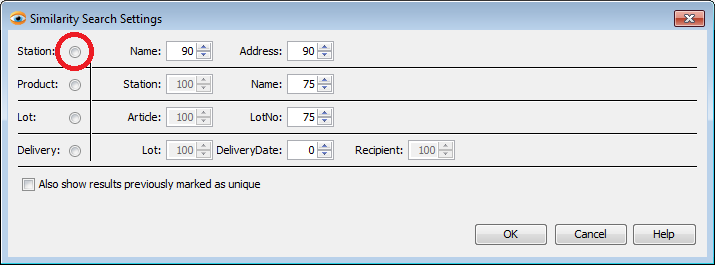 Similarity Search Settings
Station: Name: 90 Address: 90
Product: Station: 100 Name: 75
Lot: Article: 100 LotNo: 75
Delivery: Lot: 100 DeliveryDate: 0 Recipient: 100
Also show results previously marked as unique
OK Cancel Help